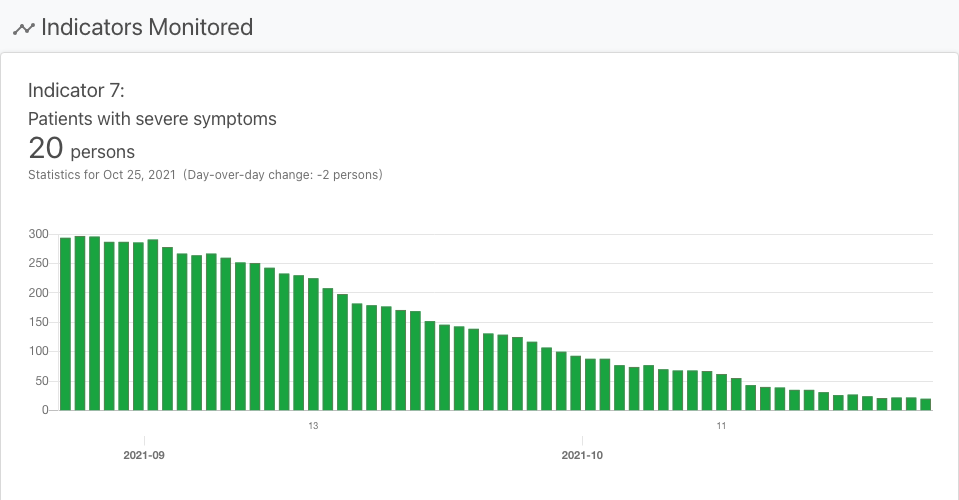 Indicators Monitored
Indicator 7:
Patients with severe symptoms
20 persons
Statistics for Oct 25, 2021 (Day-over-day change: -2 persons)
300
250
200
150
100
50
0
13
11
2021-09
2021-10